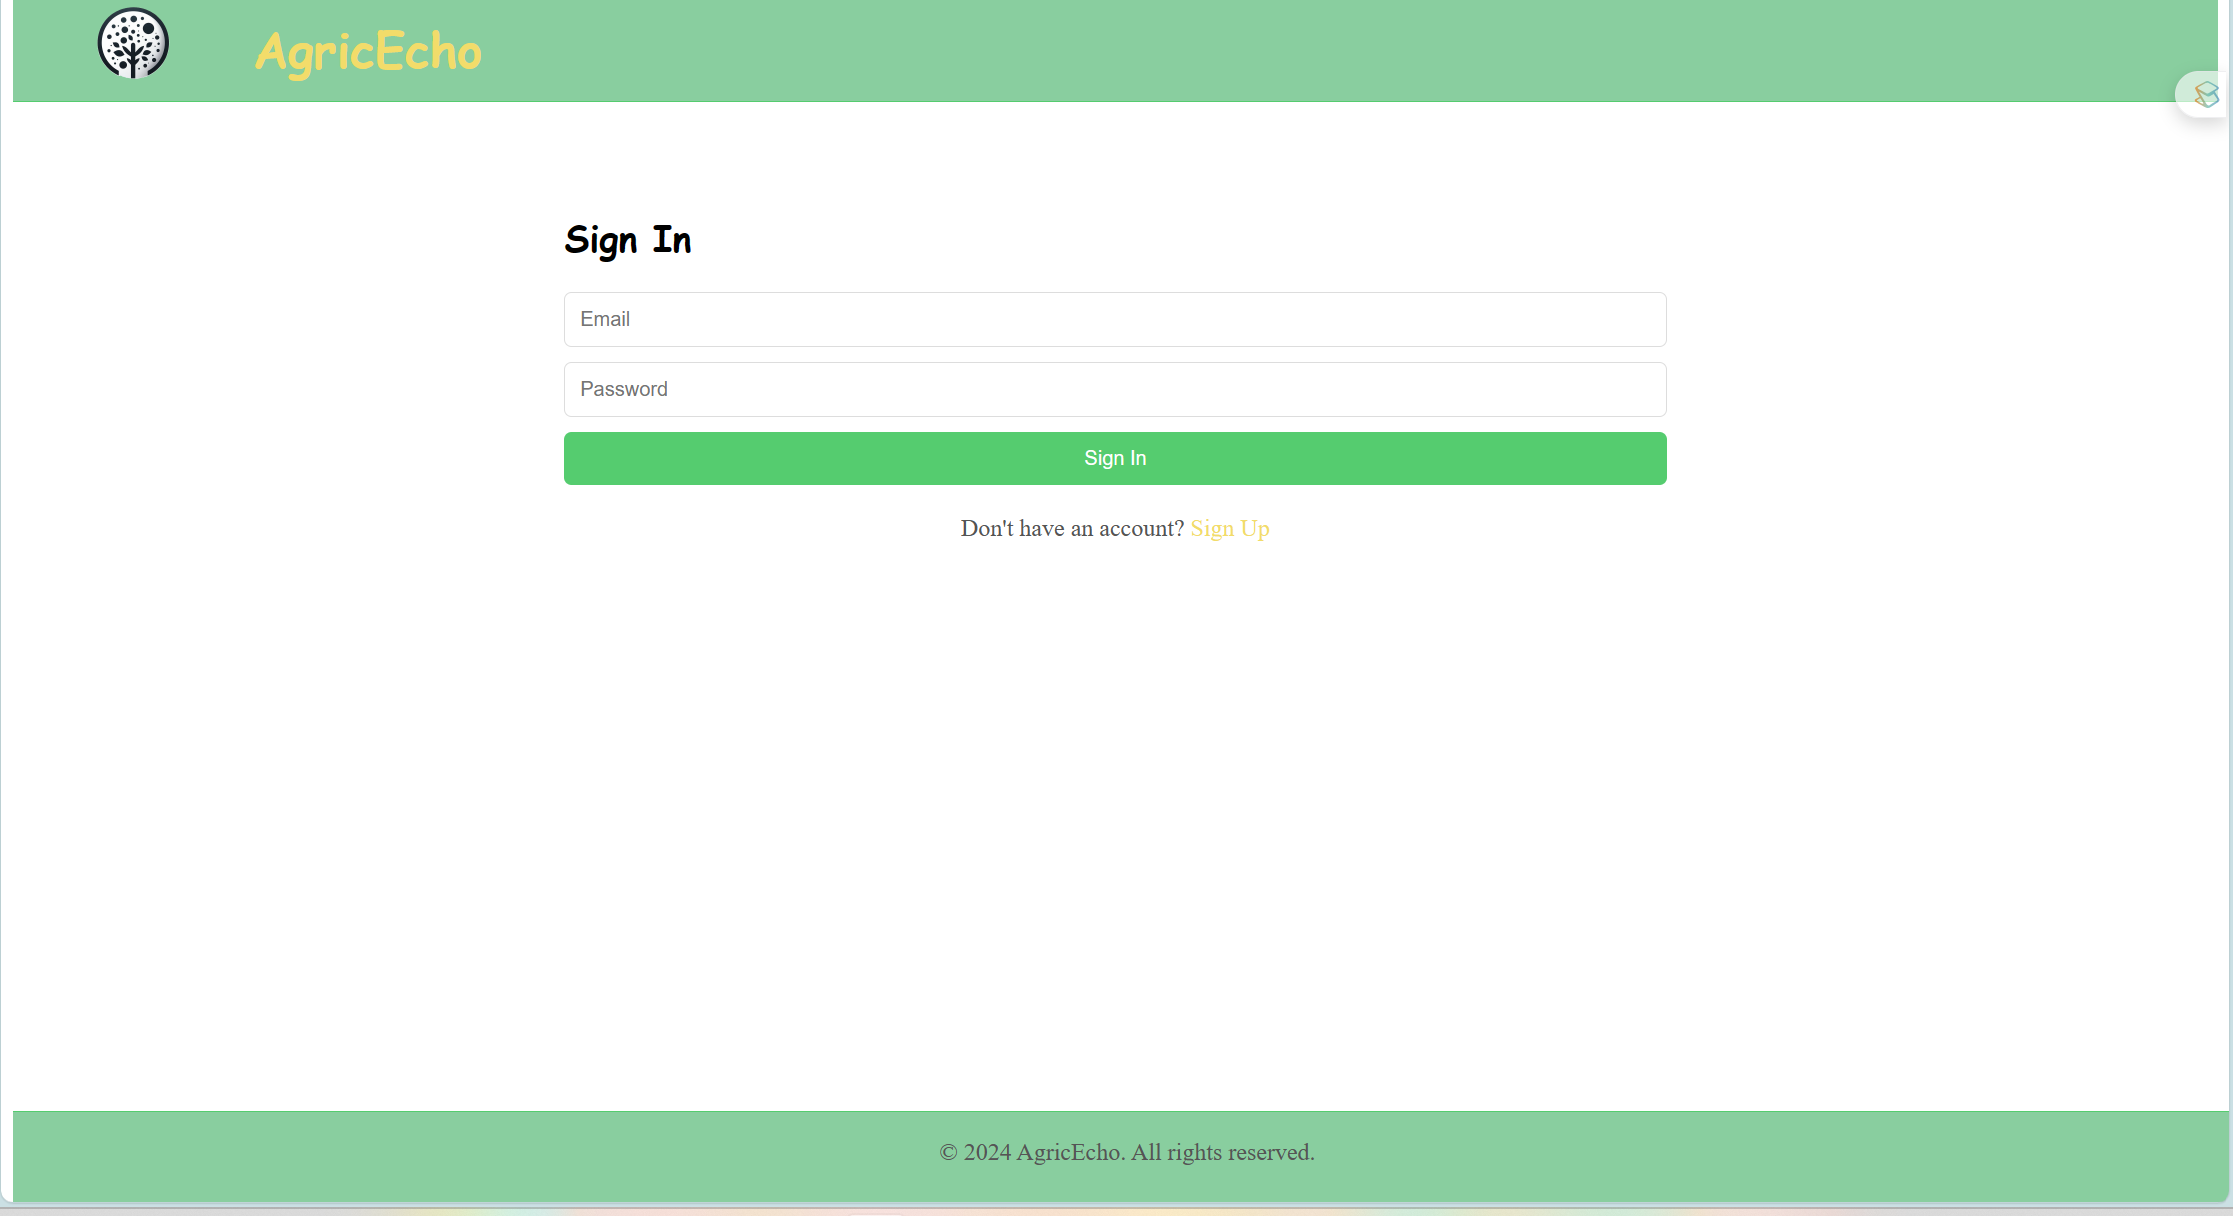 AgricEcho
Sign In
Email
Password
Sign In
Don't have an account? Sign Up
© 2024 AgricEcho. All rights reserved.